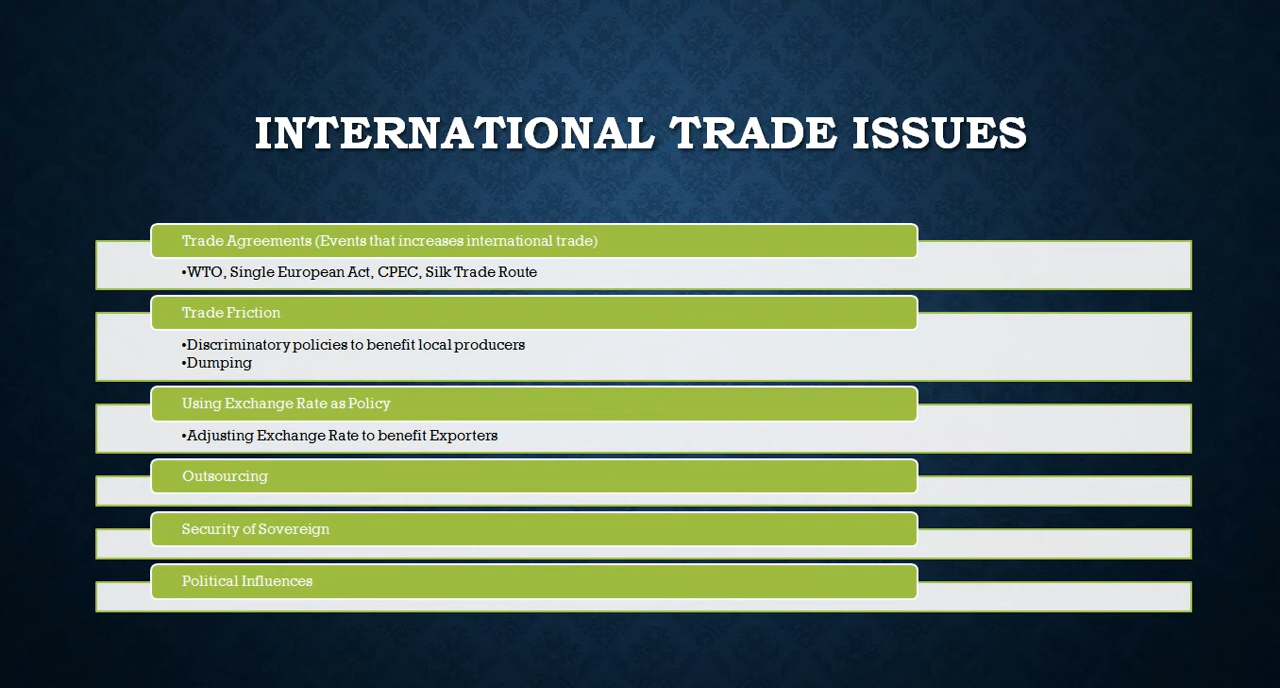 INTERNATIONAL TRADE ISSUES
Trade Agreements (Events that increases international trade)
•WTO, Single European Act, CPEC, Silk Trade Route
Trade Friction
•Discriminatory policies to benefit local producers
•Dumping
Using Exchange Rate as Policy
•Adjusting Exchange Rate to benefit Exporters
Outsourcing
Security of Sovereign
Political Influences